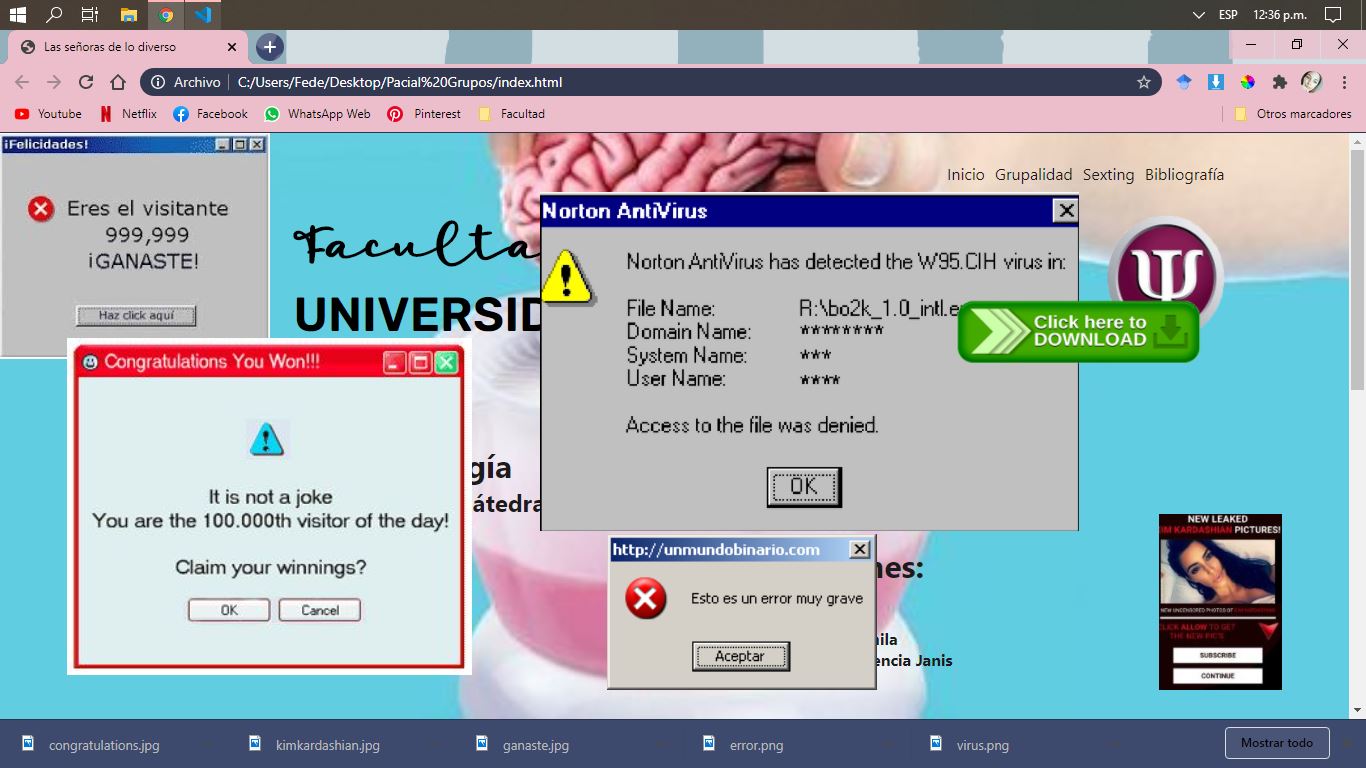 ESP 12:36 p.m.
Las señoras de lo diverso
Archivo C:/Users/Fede/Desktop/Pacial%20Grupos/index.html
Youtube Netflix Facebook WhatsApp Web Pinterest Facultad Otros marcadores
¡Felicidades!
Eres el visitante
999,999
¡GANASTE!
Haz click aquí
Inicio Grupalidad Sexting Bibliografía
Faculta
UNIVERSID
Norton AntiVirus
Norton AntiVirus has detected the W95.CIH virus in:
File Name: R:\bo2k_1.0_intl.e
Domain Name: ********
System Name: ***
User Name: ****
Access to the file was denied.
OK
Click here to
DOWNLOAD
Congratulations You Won!!!
It is not a joke
You are the 100.000th visitor of the day!
Claim your winnings?
OK Cancel
gía
átedra
http://unmundobinario.com
Esto es un error muy grave
Aceptar
nes:
nila
encia Janis
NEW LEAKED
IM KARDASHIAN PICTURES!
NEW UNCENSORED PHOTOS OF KIM KARDASHIAN
CLICK ALLOW TO GET
THE NEW PIC'S
SUBSCRIBE
CONTINUE
congratulations.jpg kimkardashian.jpg ganaste.jpg error.png virus.png Mostrar todo